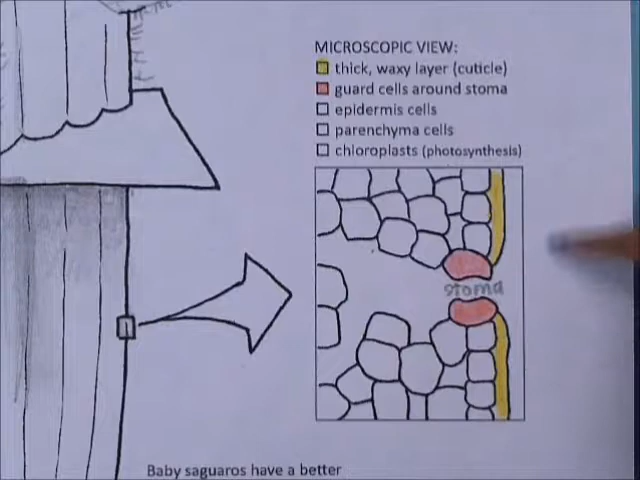 MICROSCOPIC VIEW:
thick, waxy layer (cuticle)
guard cells around stoma
epidermis cells
parenchyma cells
chloroplasts (photosynthesis)
stoma
Baby saguaros have a better